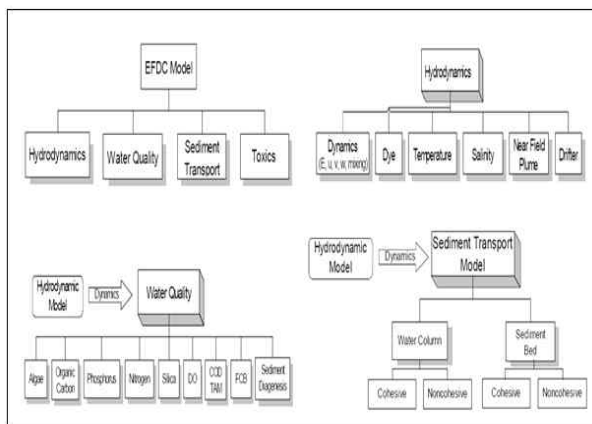 EFDC Model
Hydrodynamics
Water Quality
Sediment
Transport
Toxics
Hydrodynamics
Dynamics
(E, u, v, w, mixing)
Dye
Temperature
Salinity
Near Field
Plume
Drifter
Hydrodynamic
Model
Dynamics
Water Quality
Algae
Organic
Carbon
Phosphorus
Nitrogen
Silica
DO
COD
TAM
FCB
Sediment
Diagenesis
Hydrodynamic
Model
Dynamics
Sediment Transport
Model
Water Column
Sediment
Bed
Cohesive
Noncohesive
Cohesive
Noncohesive